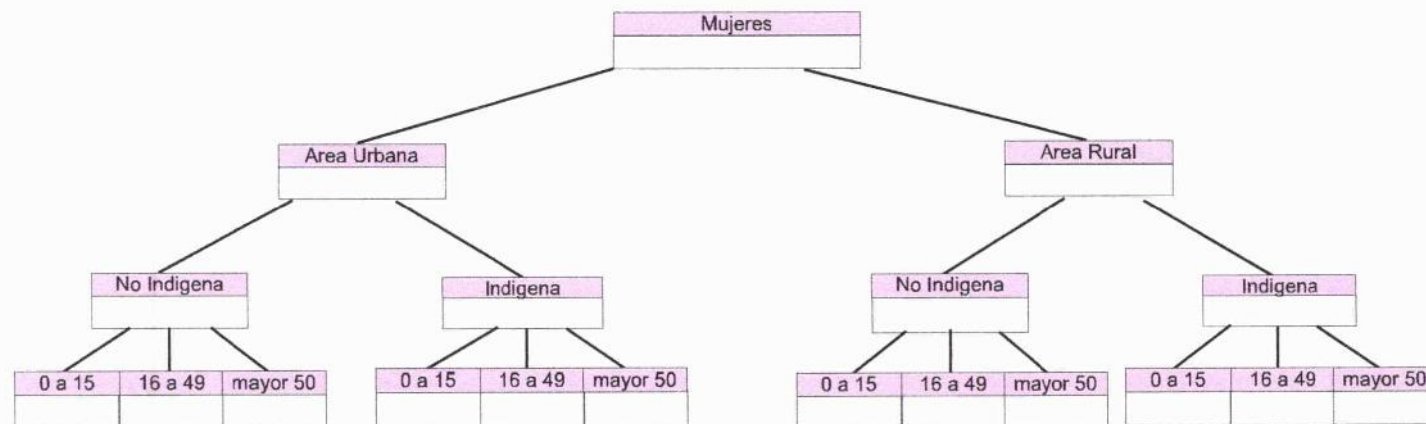 Mujeres
Area Urbana
Area Rural
No Indigena
Indigena
No Indigena
Indigena
0 a 15
16 a 49
mayor 50
0 a 15
16 a 49
mayor 50
0 a 15
16 a 49
mayor 50
0 a 15
16 a 49
mayor 50